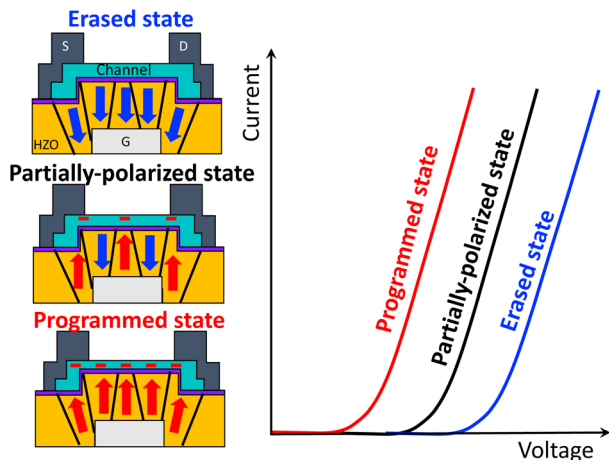 Erased state
S
D
Channel
HZO
G
Partially-polarized state
Programmed state
Current
Programmed state
Partially-polarized state
Erased state
Voltage